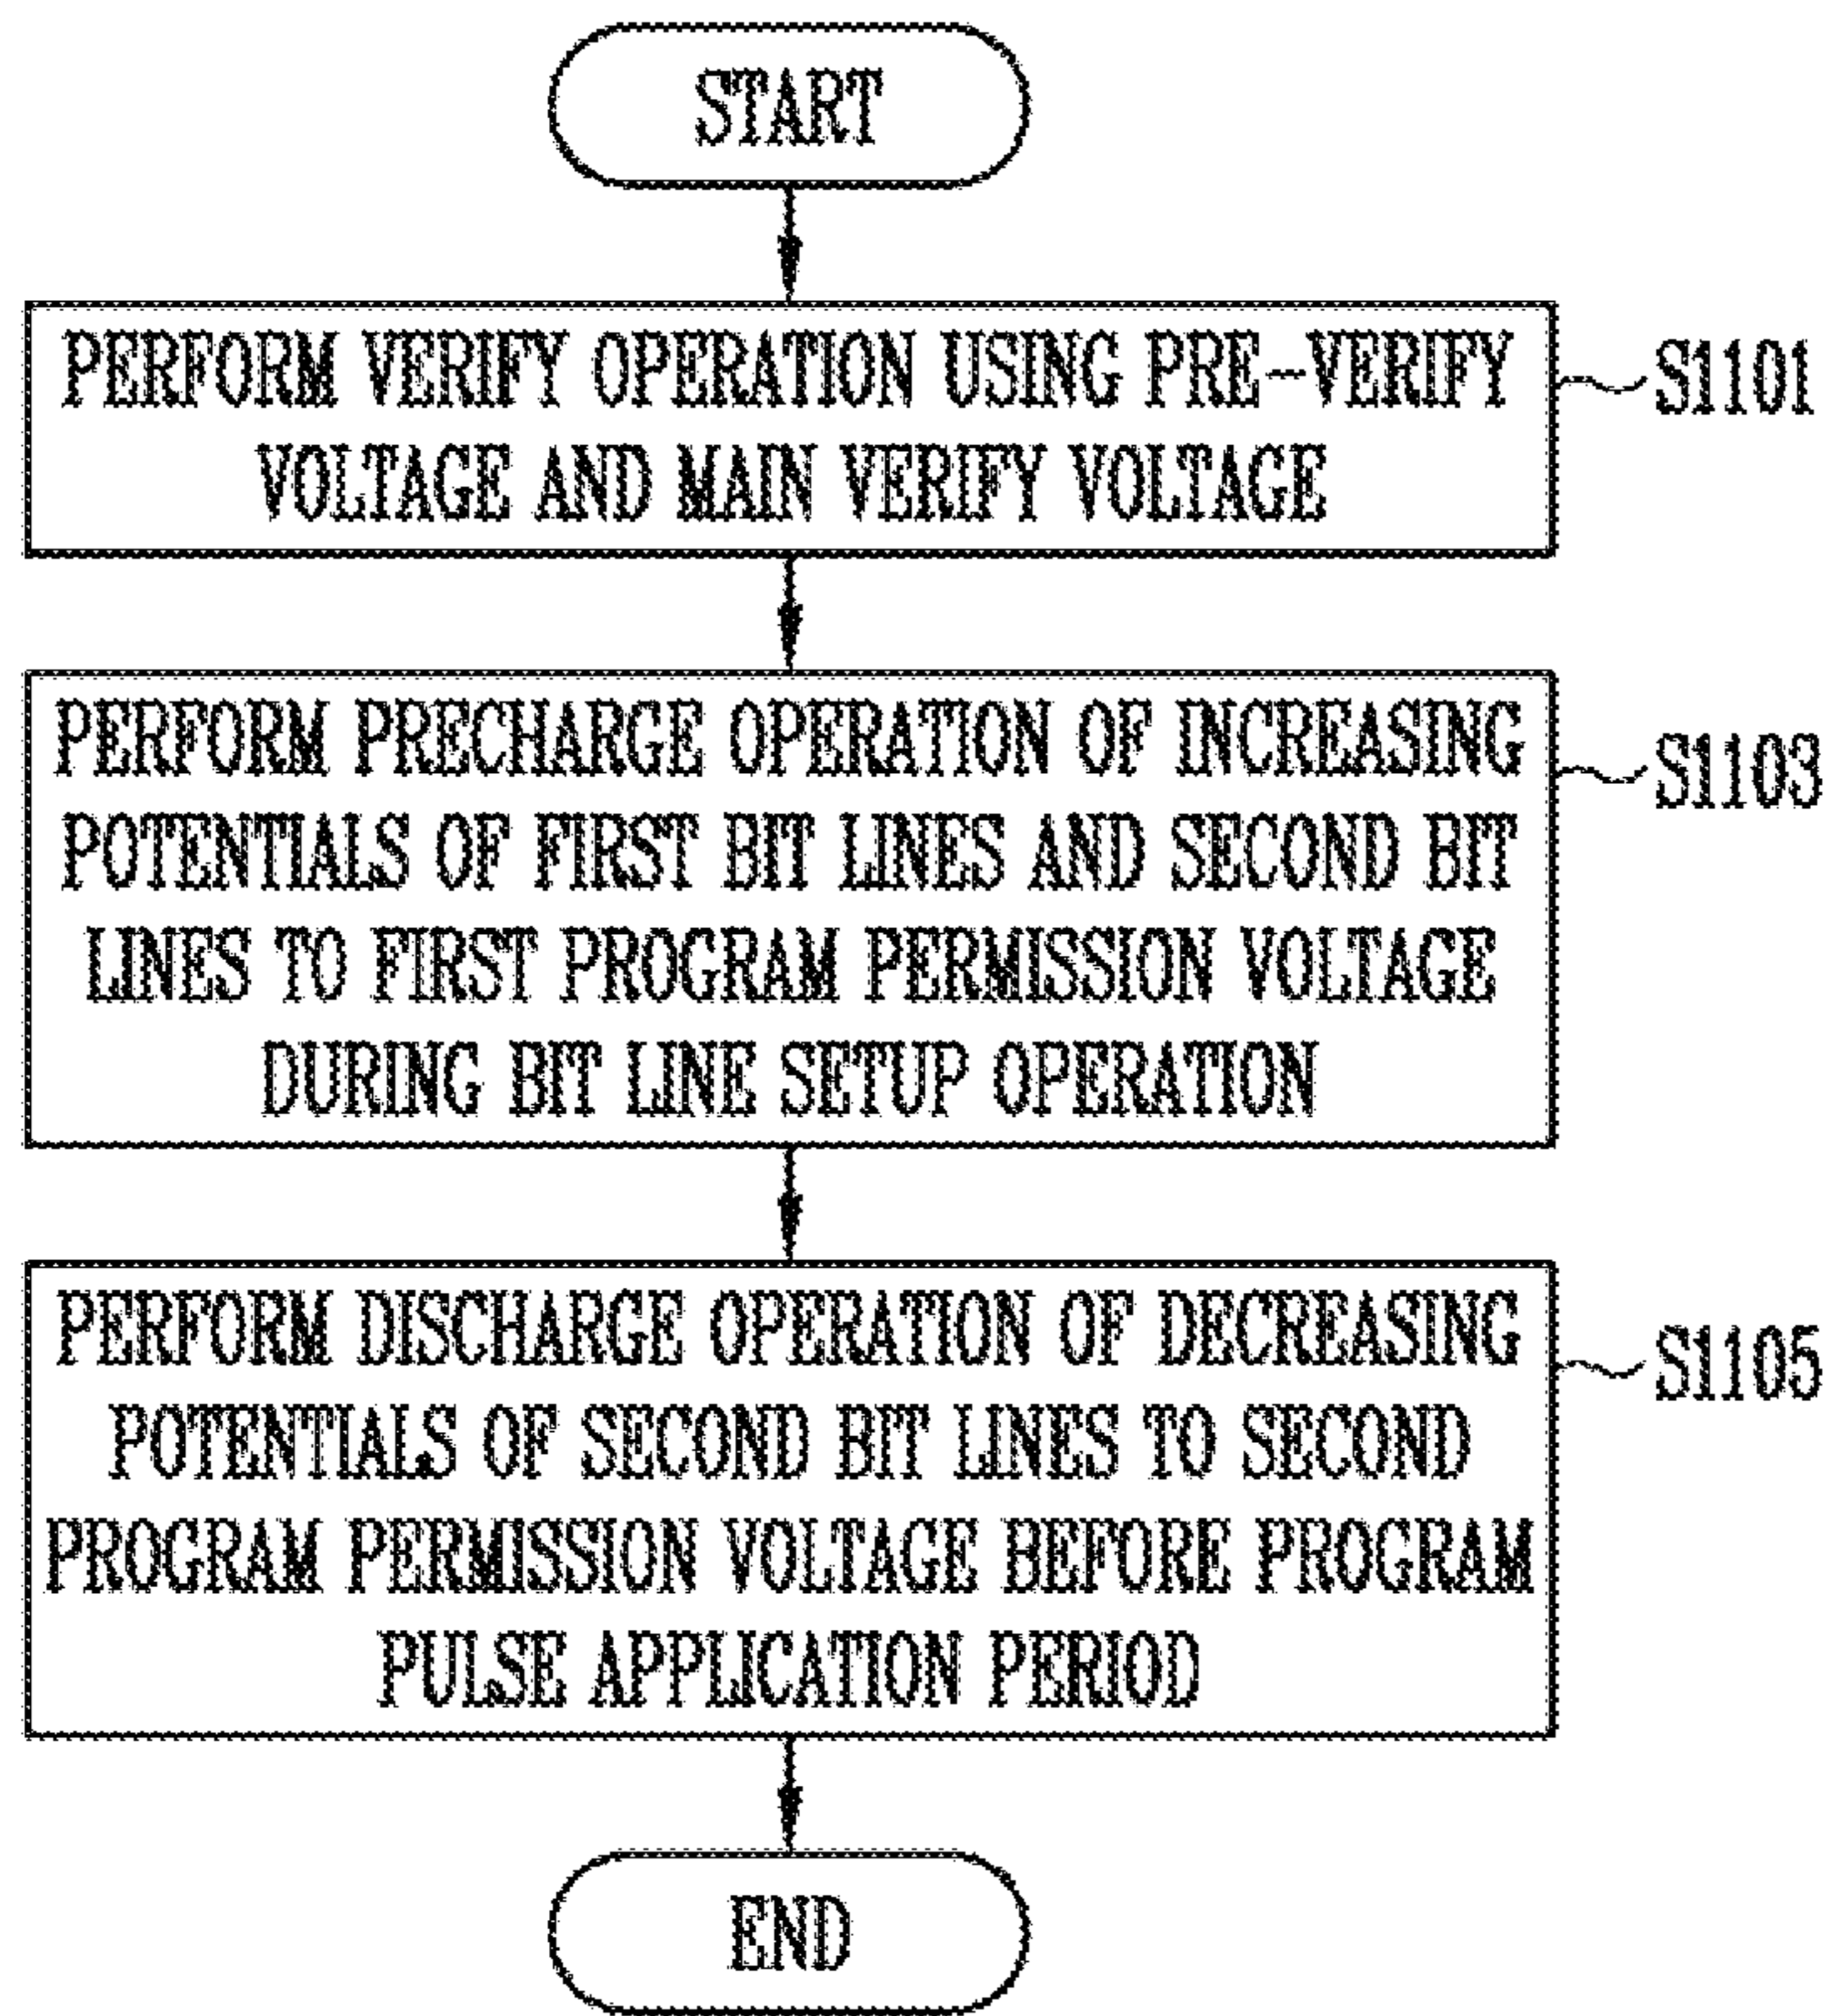 START
PERFORM VERIFY OPERATION USING PRE-VERIFY
VOLTAGE AND MAIN VERIFY VOLTAGE
S1101
PERFORM PRECHARGE OPERATION OF INCREASING
POTENTIALS OF FIRST BIT LINES AND SECOND BIT
LINES TO FIRST PROGRAM PERMISSION VOLTAGE
DURING BIT LINE SETUP OPERATION
S1103
PERFORM DISCHARGE OPERATION OF DECREASING
POTENTIALS OF SECOND BIT LINES TO SECOND
PROGRAM PERMISSION VOLTAGE BEFORE PROGRAM
PULSE APPLICATION PERIOD
S1105
END